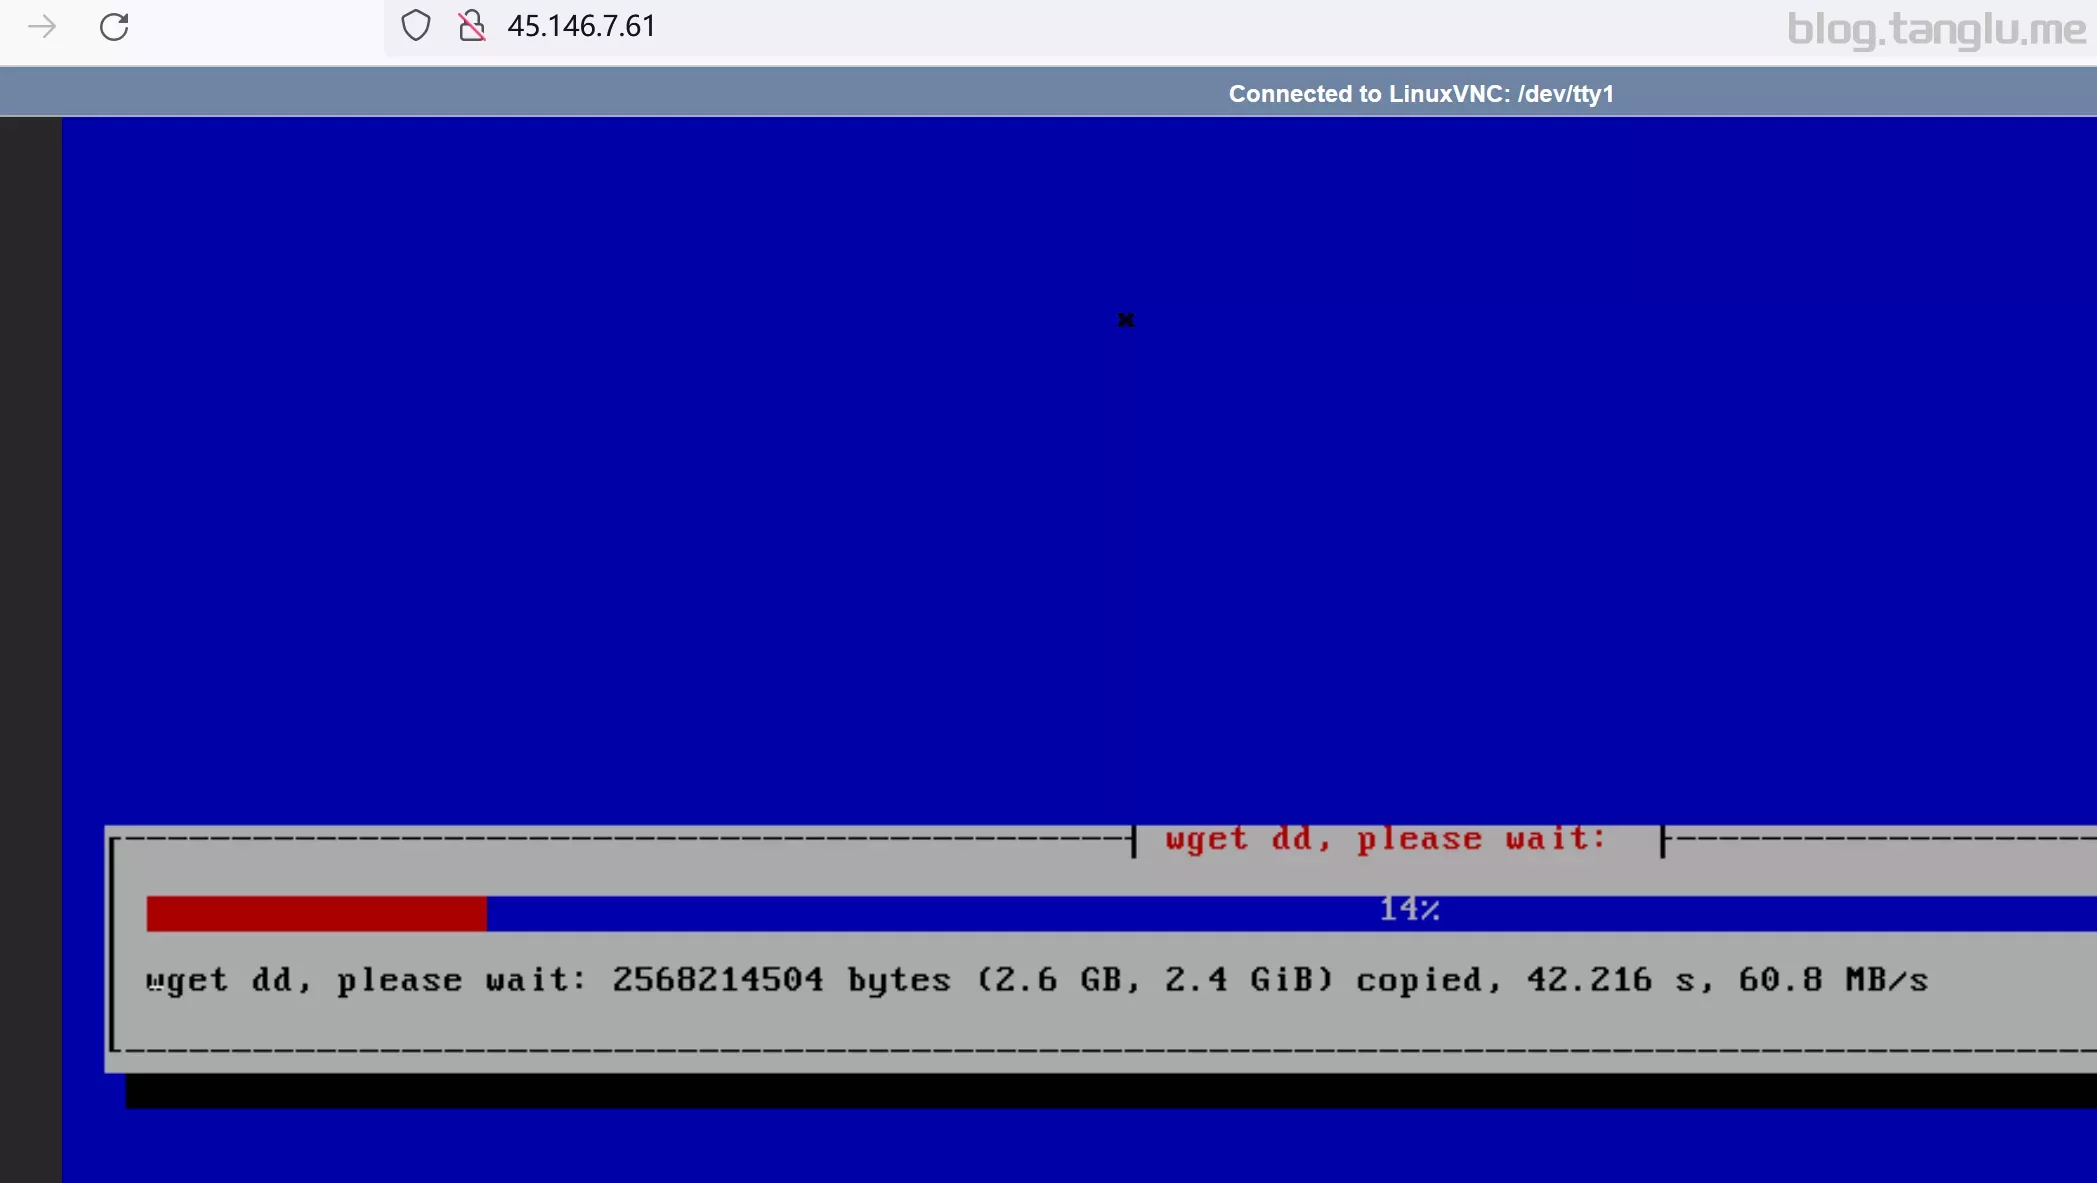 45.146.7.61
blog.tanglu.me
Connected to LinuxVNC: /dev/tty1
wget dd, please wait:
14%
wget dd, please wait: 2568214504 bytes (2.6 GB, 2.4 GiB) copied, 42.216 s, 60.8 MB/s